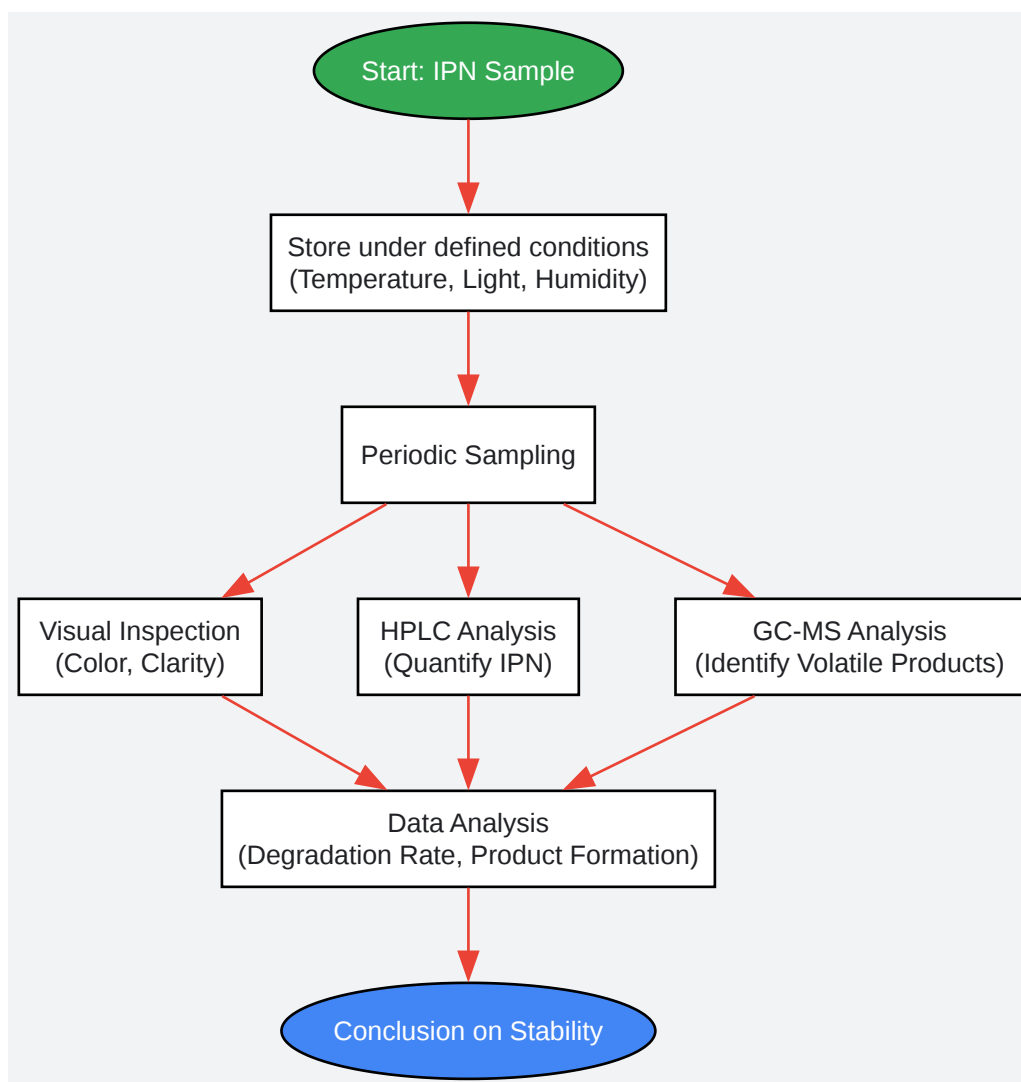 Start: IPN Sample
Store under defined conditions
(Temperature, Light, Humidity)
Periodic Sampling
Visual Inspection
(Color, Clarity)
HPLC Analysis
(Quantify IPN)
GC-MS Analysis
(Identify Volatile Products)
Data Analysis
(Degradation Rate, Product Formation)
Conclusion on Stability